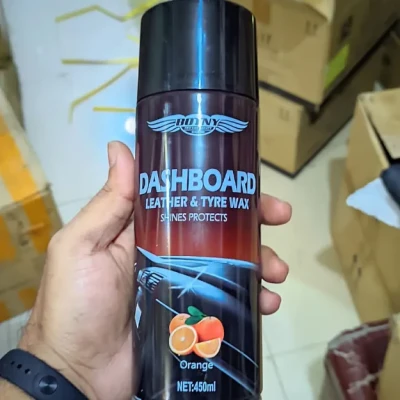 DASHBOARD
LEATHER & TYRE WAX
SHINES PROTECTS
Orange
NET:450ml